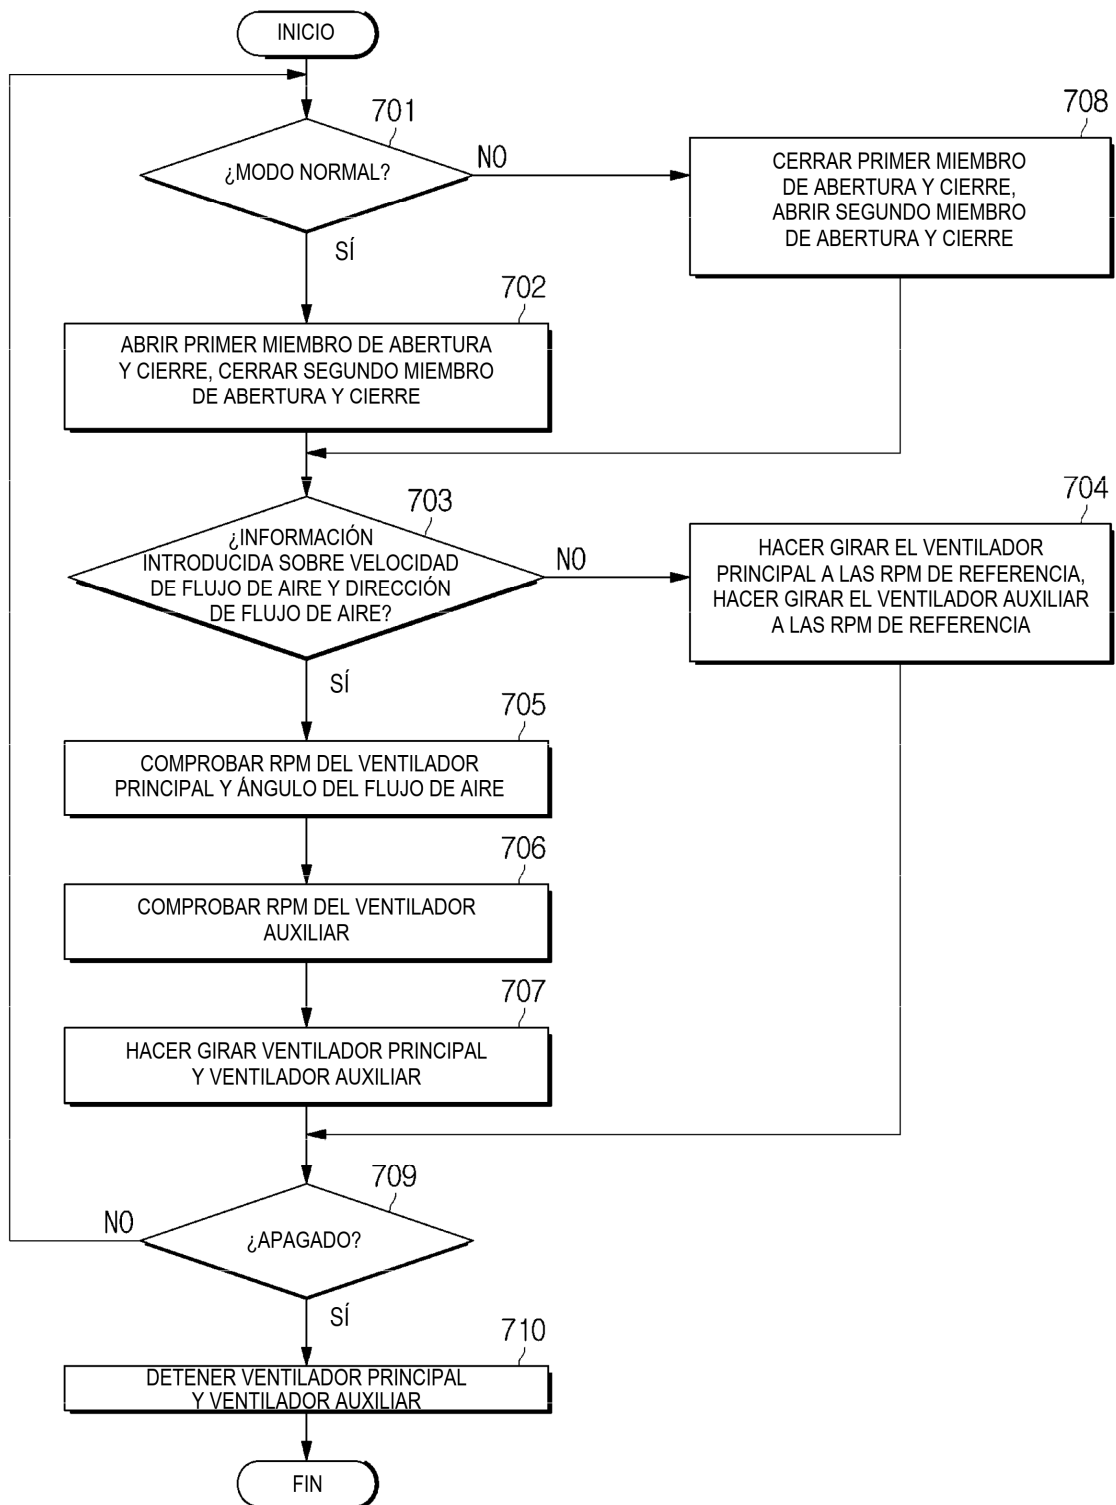 INICIO
701
¿MODO NORMAL?
NO
SÍ
708
CERRAR PRIMER MIEMBRO
DE ABERTURA Y CIERRE,
ABRIR SEGUNDO MIEMBRO
DE ABERTURA Y CIERRE
702
ABRIR PRIMER MIEMBRO DE ABERTURA
Y CIERRE, CERRAR SEGUNDO MIEMBRO
DE ABERTURA Y CIERRE
703
¿INFORMACIÓN
INTRODUCIDA SOBRE VELOCIDAD
DE FLUJO DE AIRE Y DIRECCIÓN
DE FLUJO DE AIRE?
NO
SÍ
704
HACER GIRAR EL VENTILADOR
PRINCIPAL A LAS RPM DE REFERENCIA,
HACER GIRAR EL VENTILADOR AUXILIAR
A LAS RPM DE REFERENCIA
705
COMPROBAR RPM DEL VENTILADOR
PRINCIPAL Y ÁNGULO DEL FLUJO DE AIRE
706
COMPROBAR RPM DEL VENTILADOR
AUXILIAR
707
HACER GIRAR VENTILADOR PRINCIPAL
Y VENTILADOR AUXILIAR
709
NO
¿APAGADO?
SÍ
710
DETENER VENTILADOR PRINCIPAL
Y VENTILADOR AUXILIAR
FIN